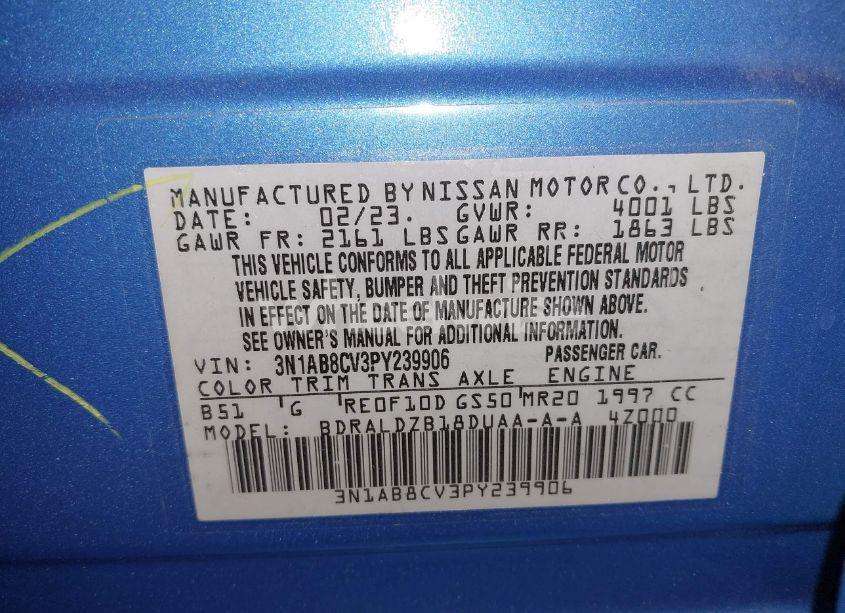 MANUFACTURED BY NISSAN MOTOR CO., LTD.
DATE: 02/23. GVWR: 4001 LBS
GAWR FR: 2161 LBS GAWR RR: 1863 LBS
THIS VEHICLE CONFORMS TO ALL APPLICABLE FEDERAL MOTOR
VEHICLE SAFETY, BUMPER AND THEFT PREVENTION STANDARDS
IN EFFECT ON THE DATE OF MANUFACTURE SHOWN ABOVE.
SEE OWNER'S MANUAL FOR ADDITIONAL INFORMATION.
VIN: 3N1AB8CV3PY239906 PASSENGER CAR.
COLOR TRIM TRANS AXLE ENGINE
B51 G RE0F10D GS50 MR20 1997 CC
MODEL: BDRALDZB18DUAA-A-A 4Z000
3N1AB8CV3PY239906